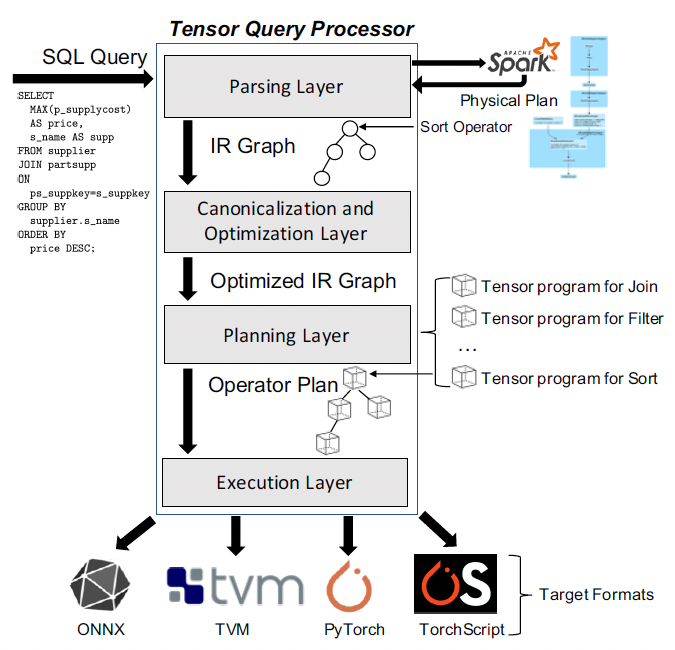 Tensor Query Processor
SQL Query
SELECT
MAX(p_supplycost)
AS price,
s_name AS supp
FROM supplier
JOIN partsupp
ON
ps_suppkey=s_suppkey
GROUP BY
supplier.s_name
ORDER BY
price DESC;
Parsing Layer
APACHE
Spark
Physical Plan
IR Graph
Sort Operator
Canonicalization and
Optimization Layer
Optimized IR Graph
Planning Layer
Tensor program for Join
Tensor program for Filter
...
Tensor program for Sort
Operator Plan
Execution Layer
tvm
S
ONNX
TVM
PyTorch
TorchScript
Target Formats